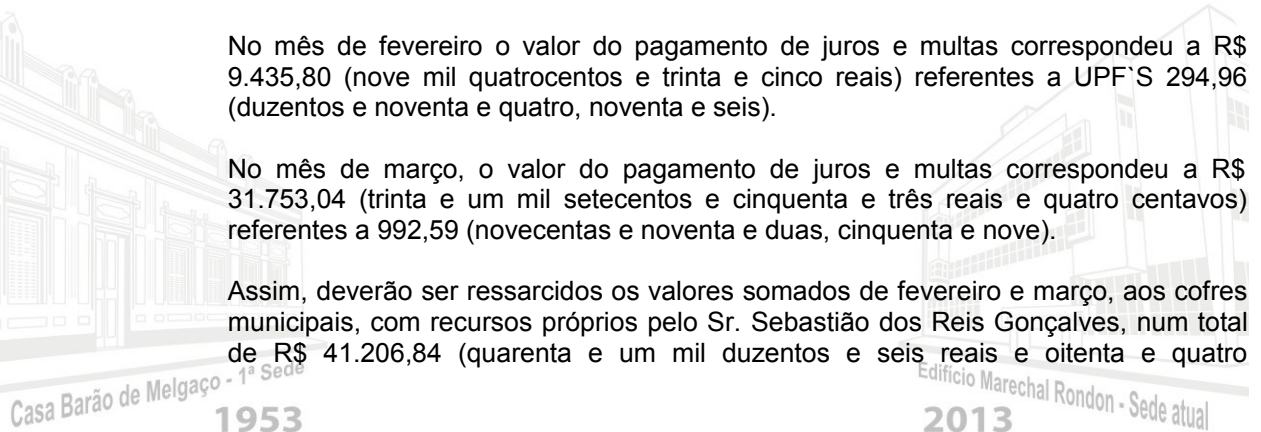 No mês de fevereiro o valor do pagamento de juros e multas correspondeu a R$
9.435,80 (nove mil quatrocentos e trinta e cinco reais) referentes a UPF`S 294,96
(duzentos e noventa e quatro, noventa e seis).
No mês de março, o valor do pagamento de juros e multas correspondeu a R$
31.753,04 (trinta e um mil setecentos e cinquenta e três reais e quatro centavos)
referentes a 992,59 (novecentas e noventa e duas, cinquenta e nove).
Assim, deverão ser ressarcidos os valores somados de fevereiro e março, aos cofres
municipais, com recursos próprios pelo Sr. Sebastião dos Reis Gonçalves, num total
de R$ 41.206,84 (quarenta e um mil duzentos e seis reais e oitenta e quatro
Casa Barão de Melgaço - 1ª Sede
1953
Edifício Marechal Rondon - Sede atual
2013